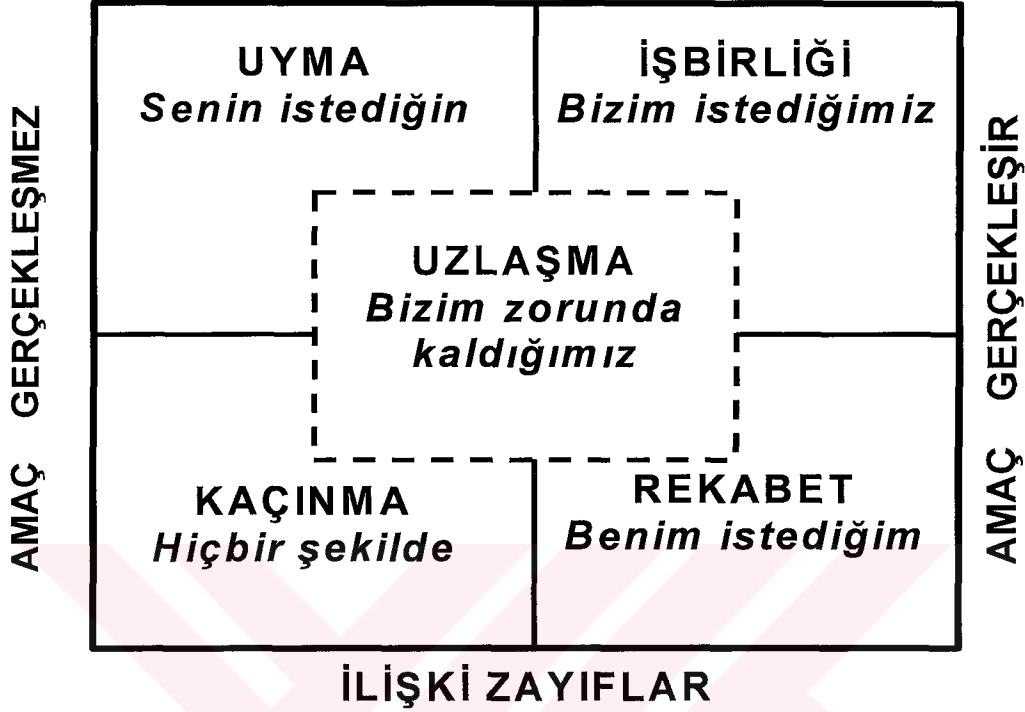 UYMA
Senin istediğin
İŞBİRLİĞİ
Bizim istediğimiz
AMAÇ GERÇEKLEŞMEZ
AMAÇ GERÇEKLEŞİR
UZLAŞMA
Bizim zorunda
kaldığımız
KAÇINMA
Hiçbir şekilde
REKABET
Benim istediğim
İLİŞKİ ZAYIFLAR